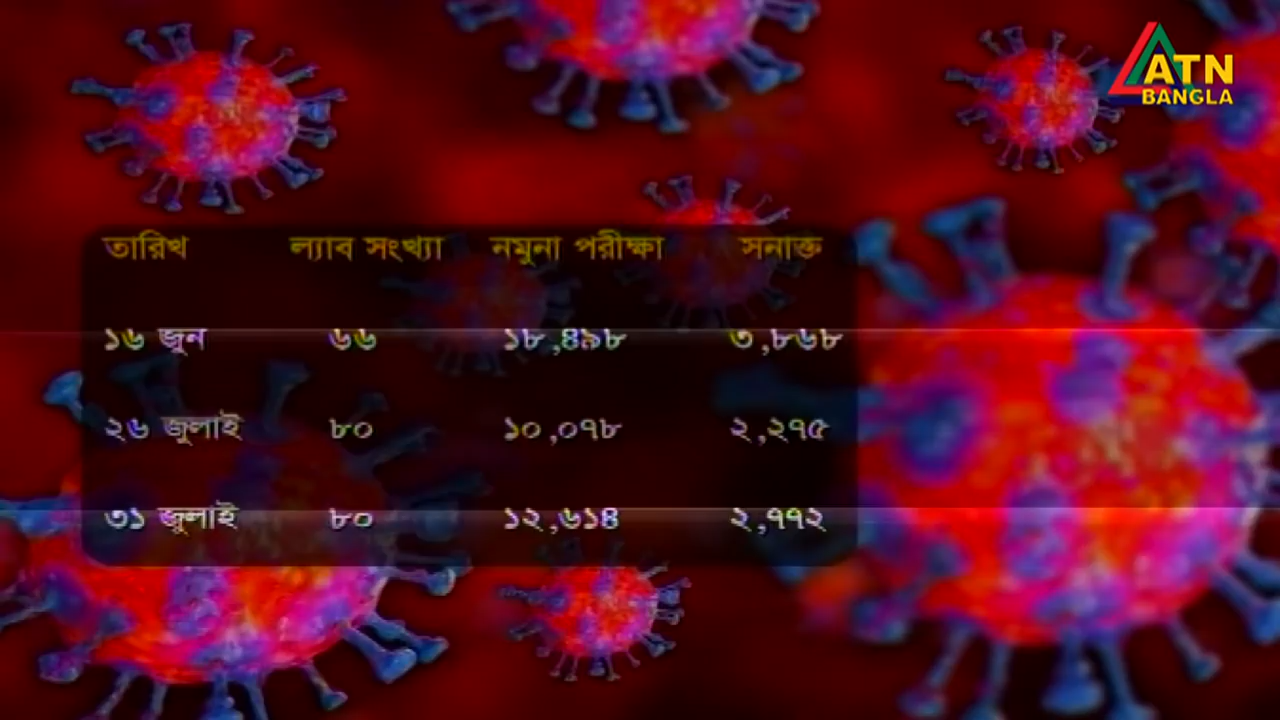 ATN
BANGLA
তারিখ ল্যাব সংখ্যা নমুনা পরীক্ষা সনাক্ত
১৬ জুন ৬৬ ১৮,৪৯৮ ৩,৮৬৮
২৬ জুলাই ৮০ ১০,০৭৮ ২,২৭৫
৩১ জুলাই ৮০ ১২,৬১৪ ২,৭৭২